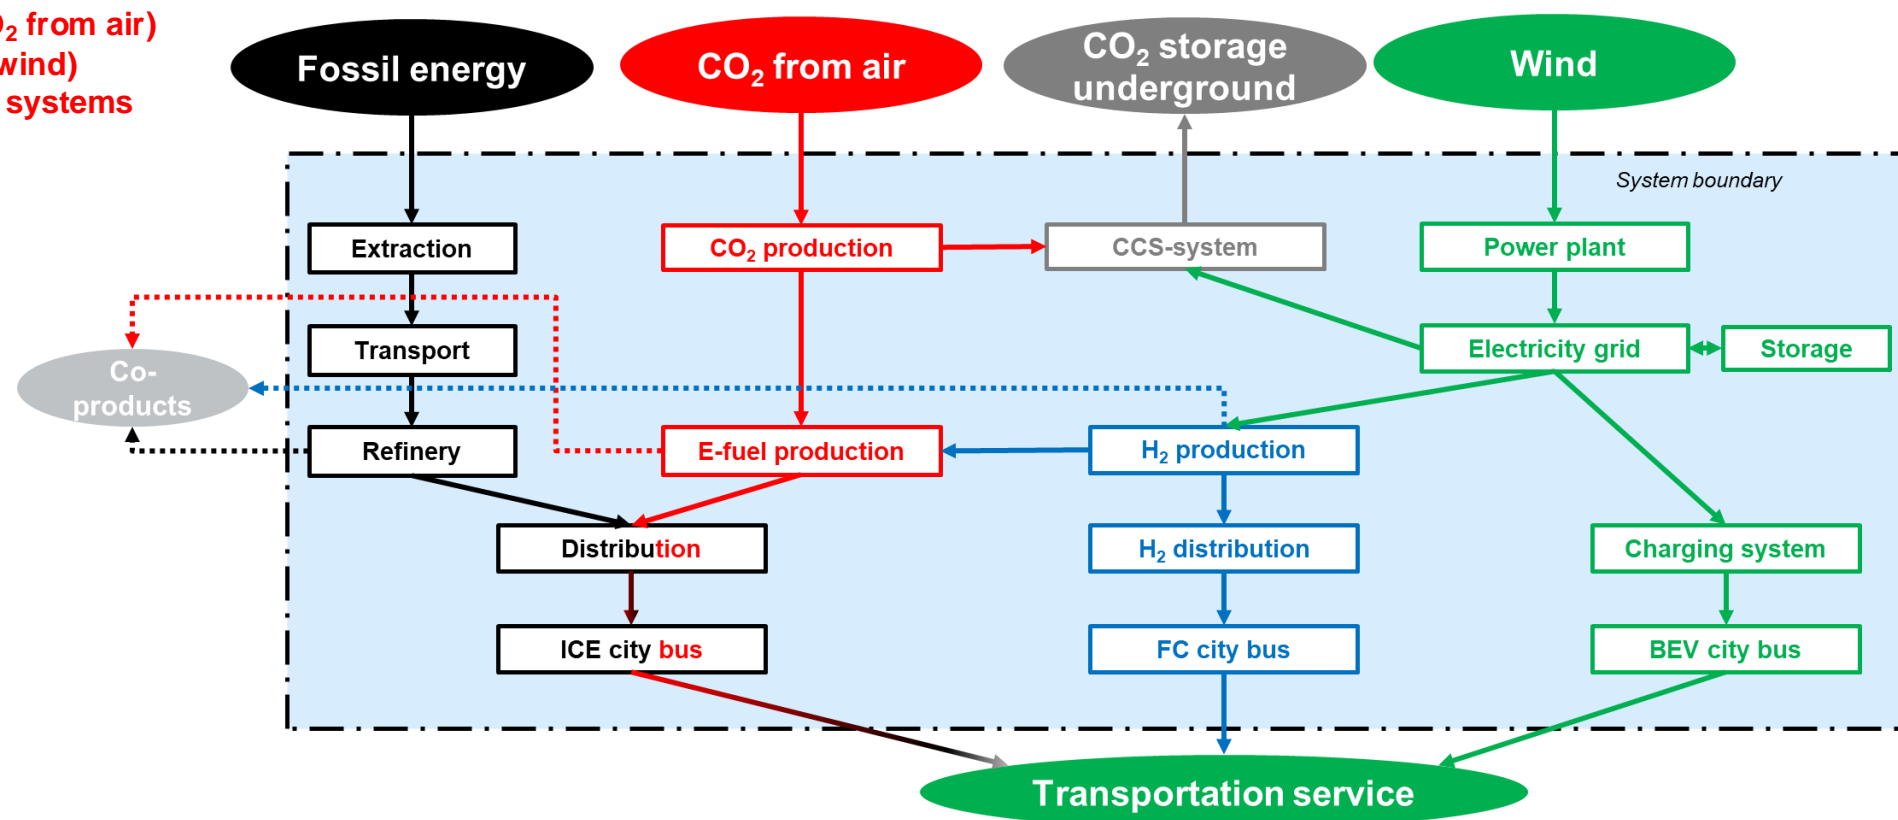 O₂ from air)
wind)
systems
Fossil energy
CO₂ from air
CO₂ storage
underground
Wind
System boundary
Extraction
CO₂ production
CCS-system
Power plant
Transport
Electricity grid
Storage
Co-
products
Refinery
E-fuel production
H₂ production
Distribution
H₂ distribution
Charging system
ICE city bus
FC city bus
BEV city bus
Transportation service